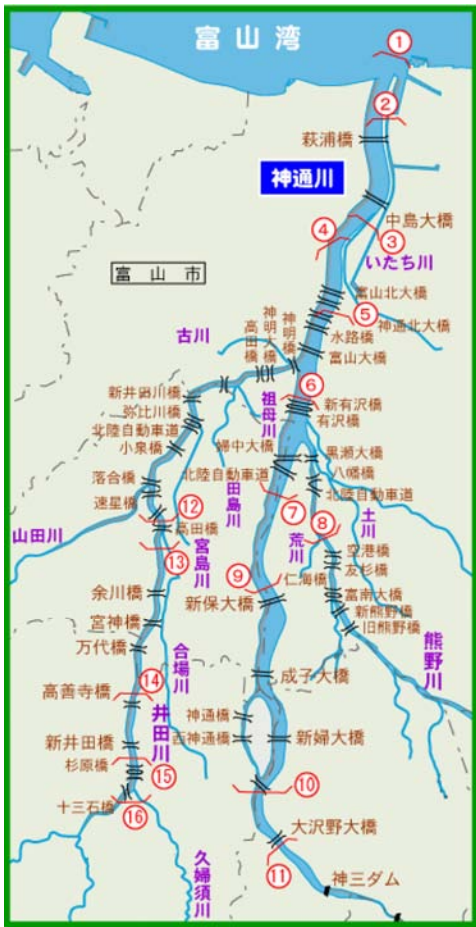 富山湾
①
②
萩浦橋
神通川
中島大橋
③
④
いたち川
富山市
富山北大橋
⑤
神通北大橋
古川
高田橋
神明大橋
神明橋
水路橋
富山大橋
⑥
新井田川橋
祖母川
新有沢橋
有沢橋
弥比川橋
北陸自動車道
小泉橋
婦中大橋
黒瀬大橋
八幡橋
北陸自動車道
田島川
北陸自動車道
落合橋
速星橋
⑫
⑦
土川
⑧
山田川
高田橋
荒川
⑬
宮島川
空港橋
友杉橋
⑨
仁海橋
余川橋
新保大橋
富南大橋
新熊野橋
旧熊野橋
宮神橋
万代橋
合場川
熊野川
⑭
成子大橋
高善寺橋
井田川
神通橋
新井田橋
西神通橋
新婦大橋
杉原橋
⑮
⑩
十三石橋
⑯
大沢野大橋
久婦須川
⑪
神三ダム